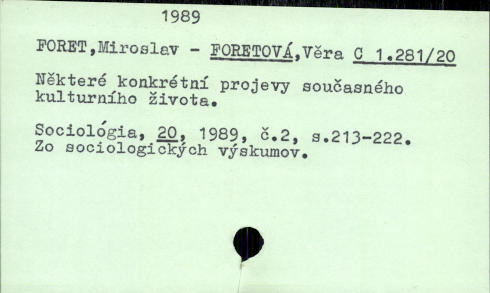 1989
FORET,Miroslav - FORETOVÁ,Věra C 1.281/20
Některé konkrétní projevy současného
kulturního života.
Sociológia, 20, 1989, č.2, s.213-222.
Zo sociologických výskumov.